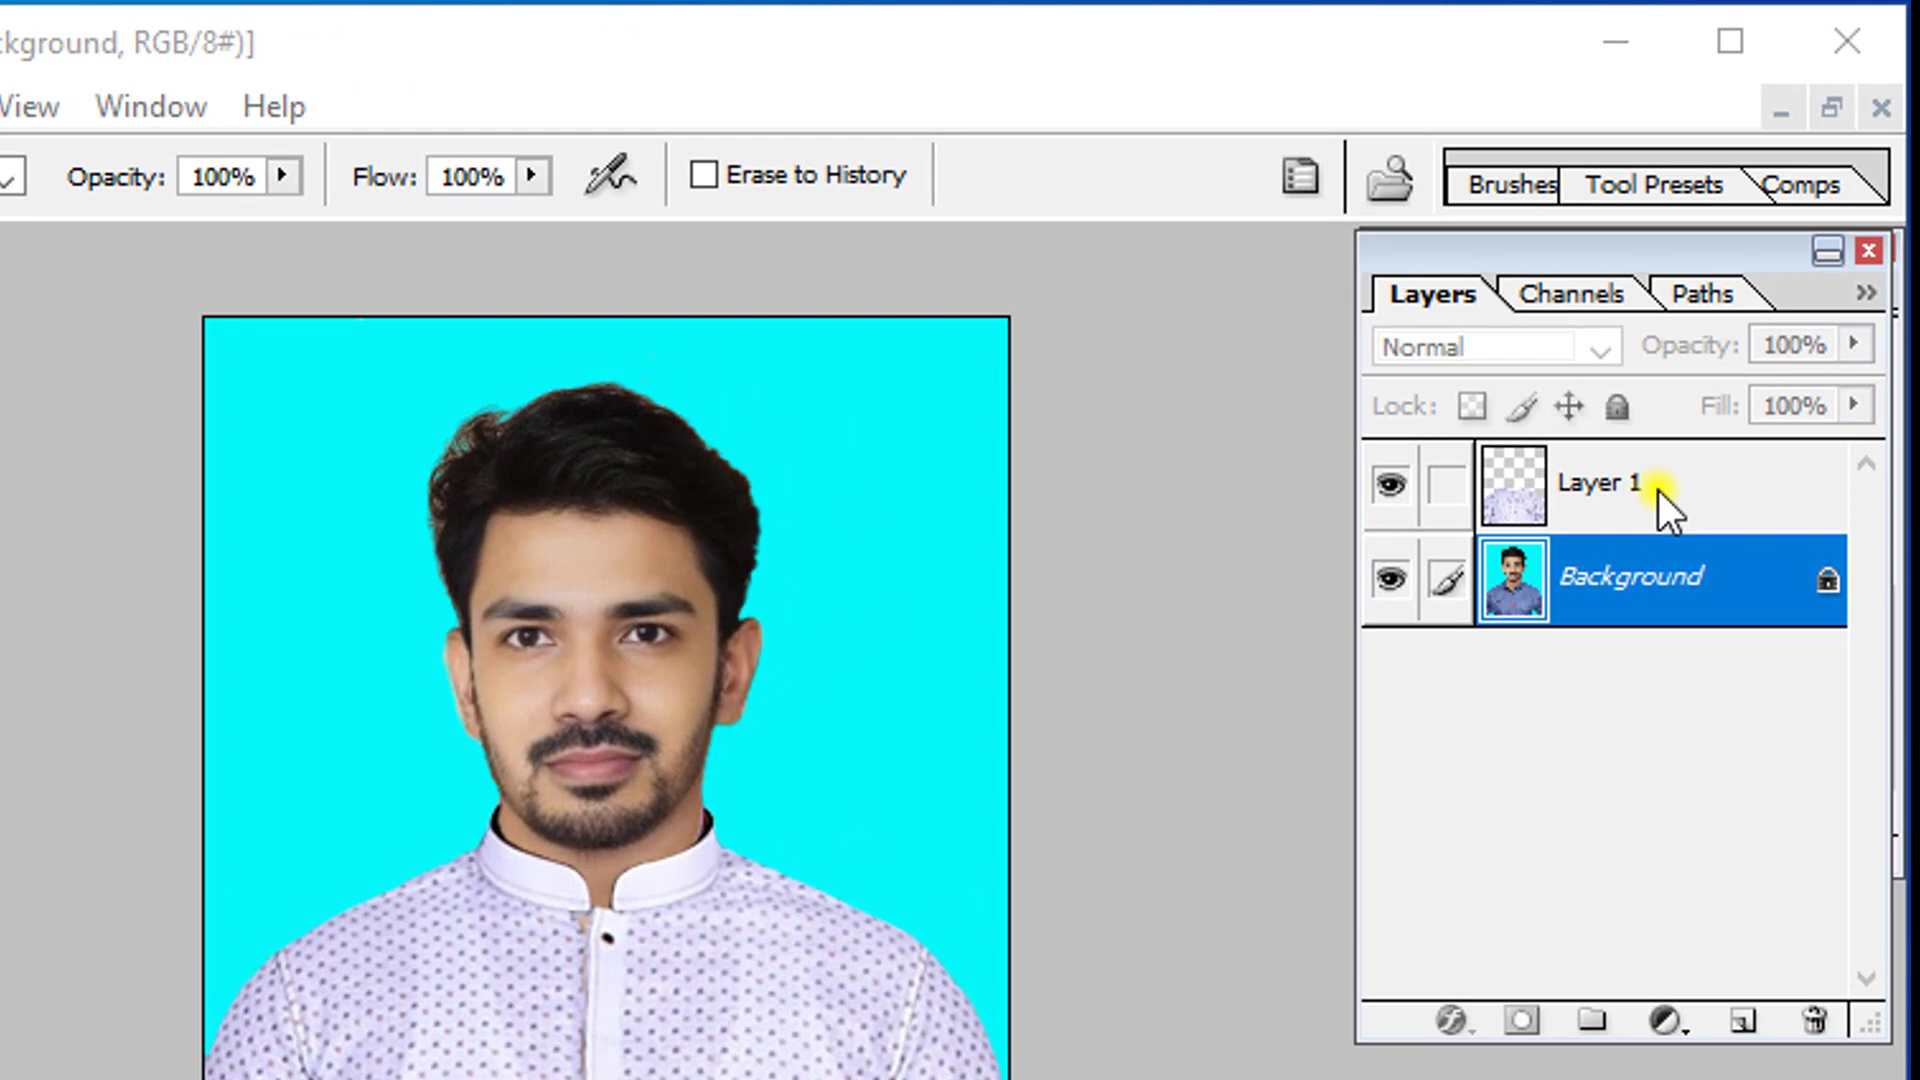 ckground, RGB/8#)]
View Window Help
Opacity: 100% Flow: 100% Erase to History Brushes Tool Presets Comps
Layers Channels Paths
Normal Opacity: 100%
Lock: Fill: 100%
Layer 1
Background